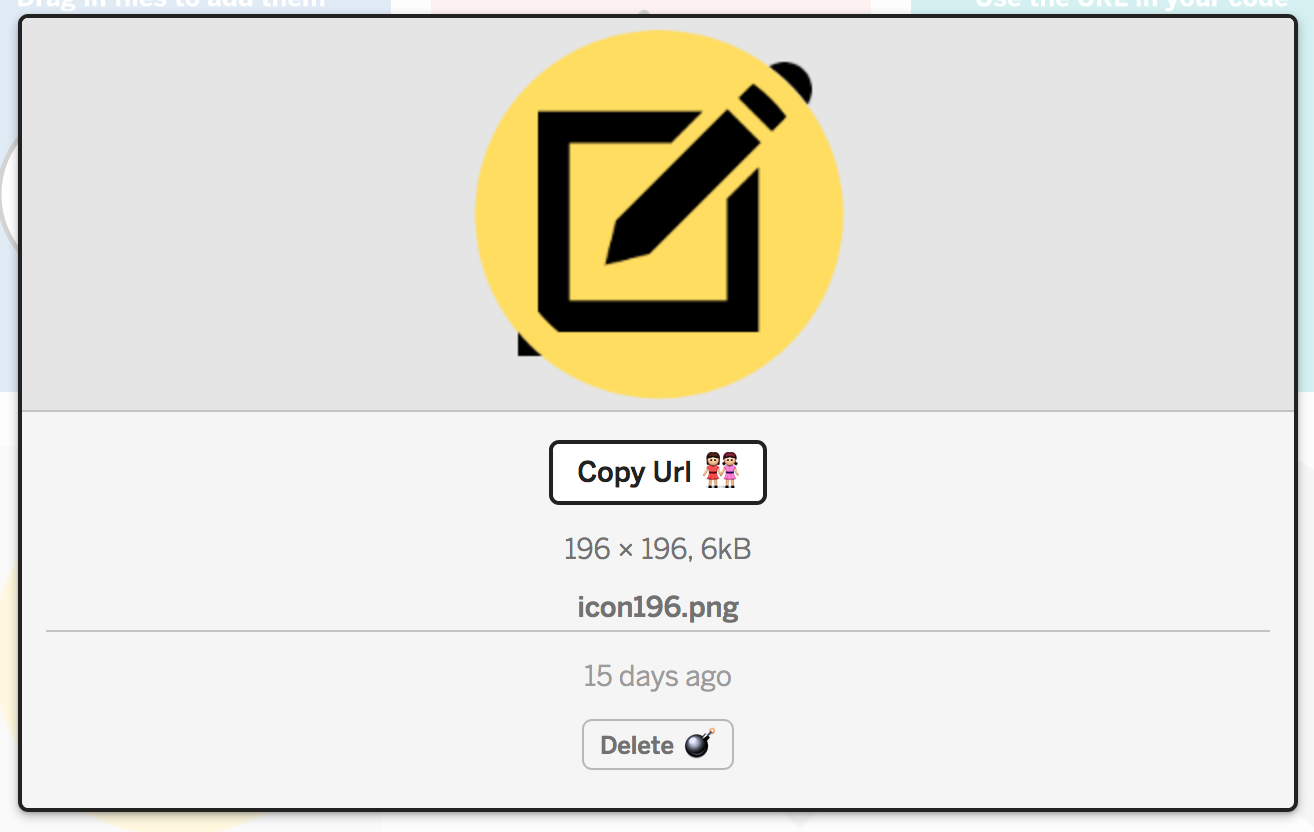 Drag in files to add them
Use the URL in your code
Copy Url 👭
196 × 196, 6kB
icon196.png
15 days ago
Delete 💣